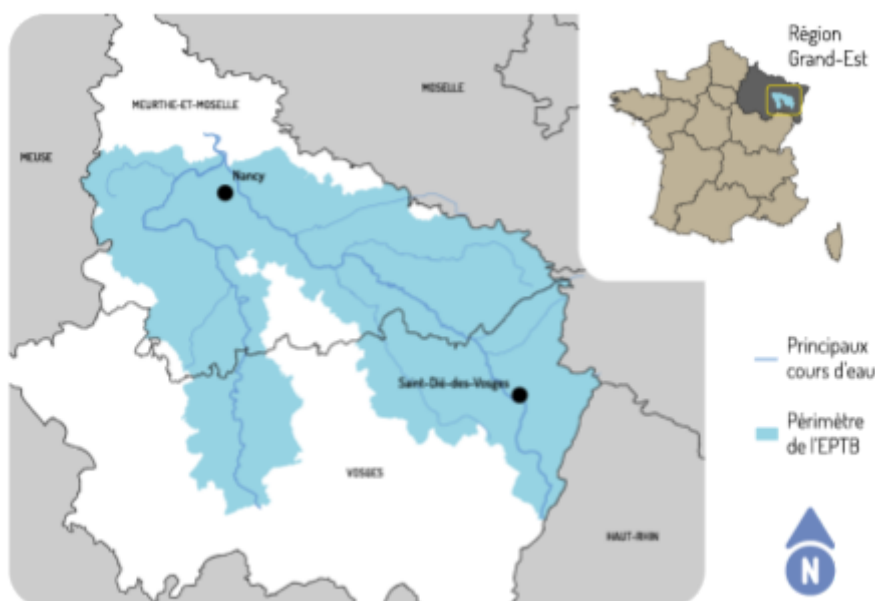 Région
Grand-Est
MOSELLE
MEURTHE-ET-MOSELLE
MEUSE
Nancy
Principaux
cours d'eau
Saint-Dié-des-Vosges
Périmètre
de l'EPTB
VOSGES
HAUT-RHIN
N